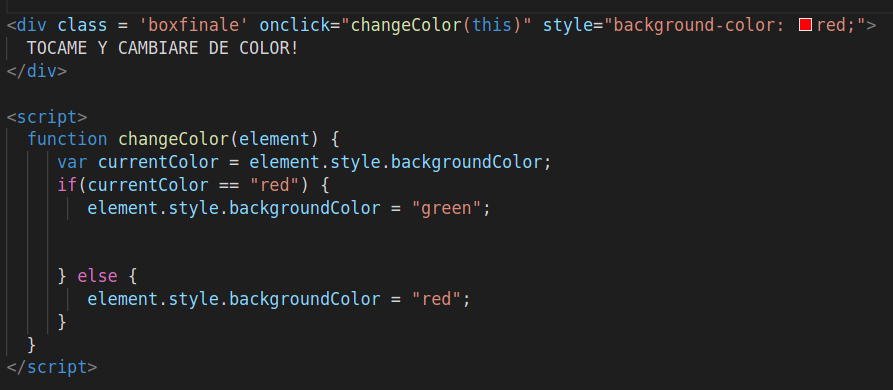 <div class = 'boxfinale' onclick="changeColor(this)" style="background-color: red;">
  TOCAME Y CAMBIARE DE COLOR!
</div>
<script>
  function changeColor(element) {
     var currentColor = element.style.backgroundColor;
     if(currentColor == "red") {
        element.style.backgroundColor = "green";
     } else {
        element.style.backgroundColor = "red";
     }
  }
</script>